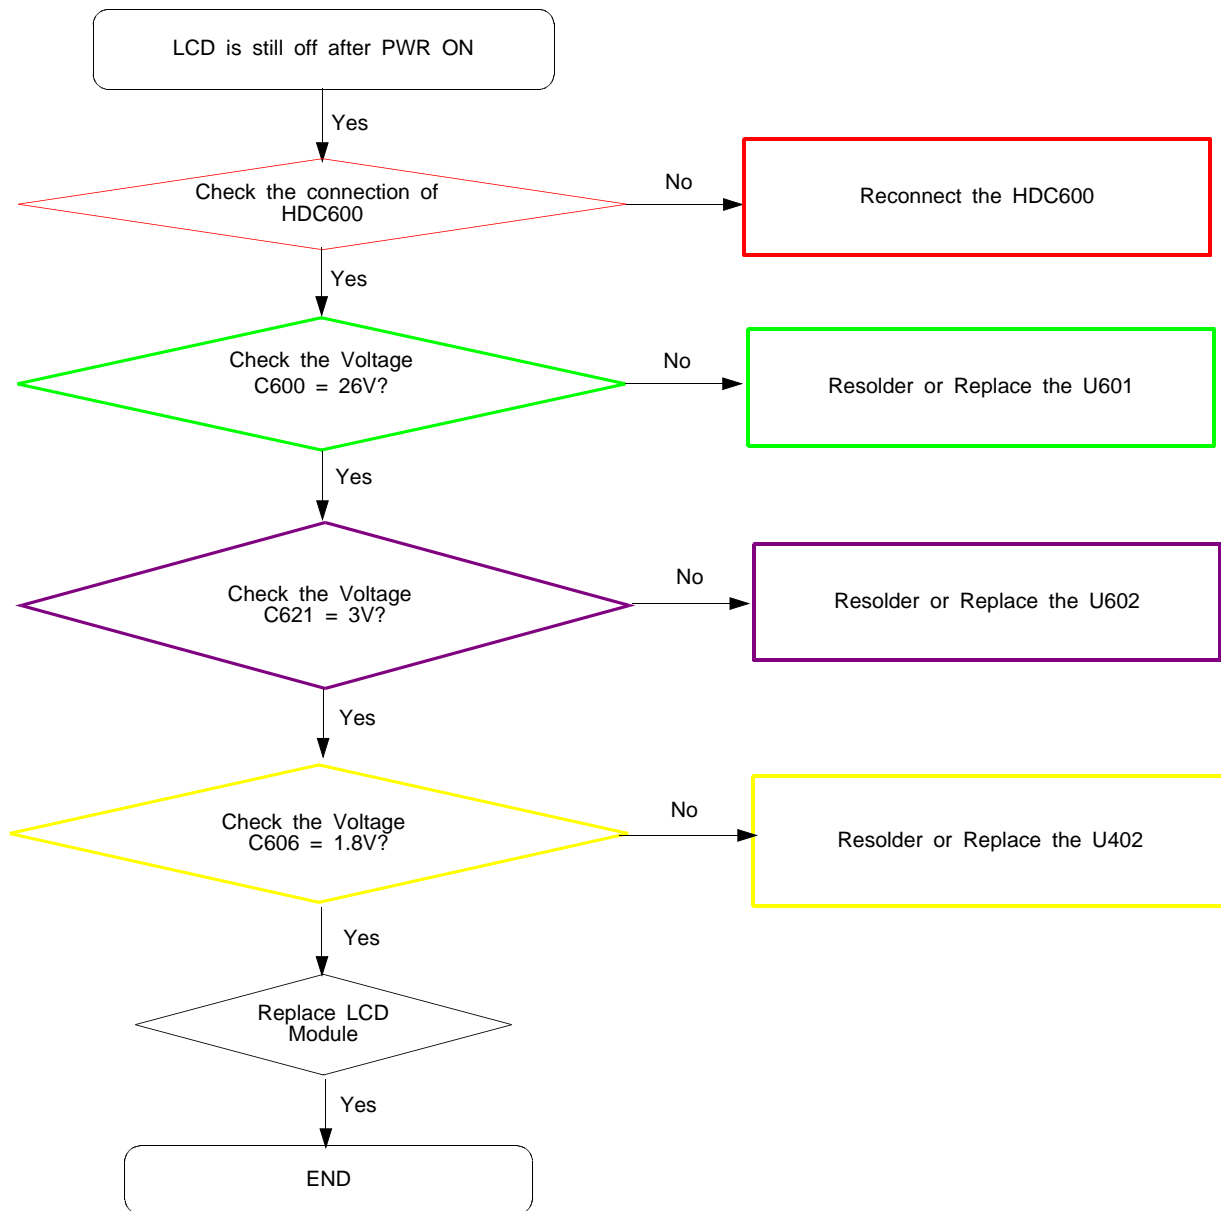 LCD is still off after PWR ON
Yes
Check the connection of
HDC600
No
Reconnect the HDC600
Yes
Check the Voltage
C600 = 26V?
No
Resolder or Replace the U601
Yes
Check the Voltage
C621 = 3V?
No
Resolder or Replace the U602
Yes
Check the Voltage
C606 = 1.8V?
No
Resolder or Replace the U402
Yes
Replace LCD
Module
Yes
END